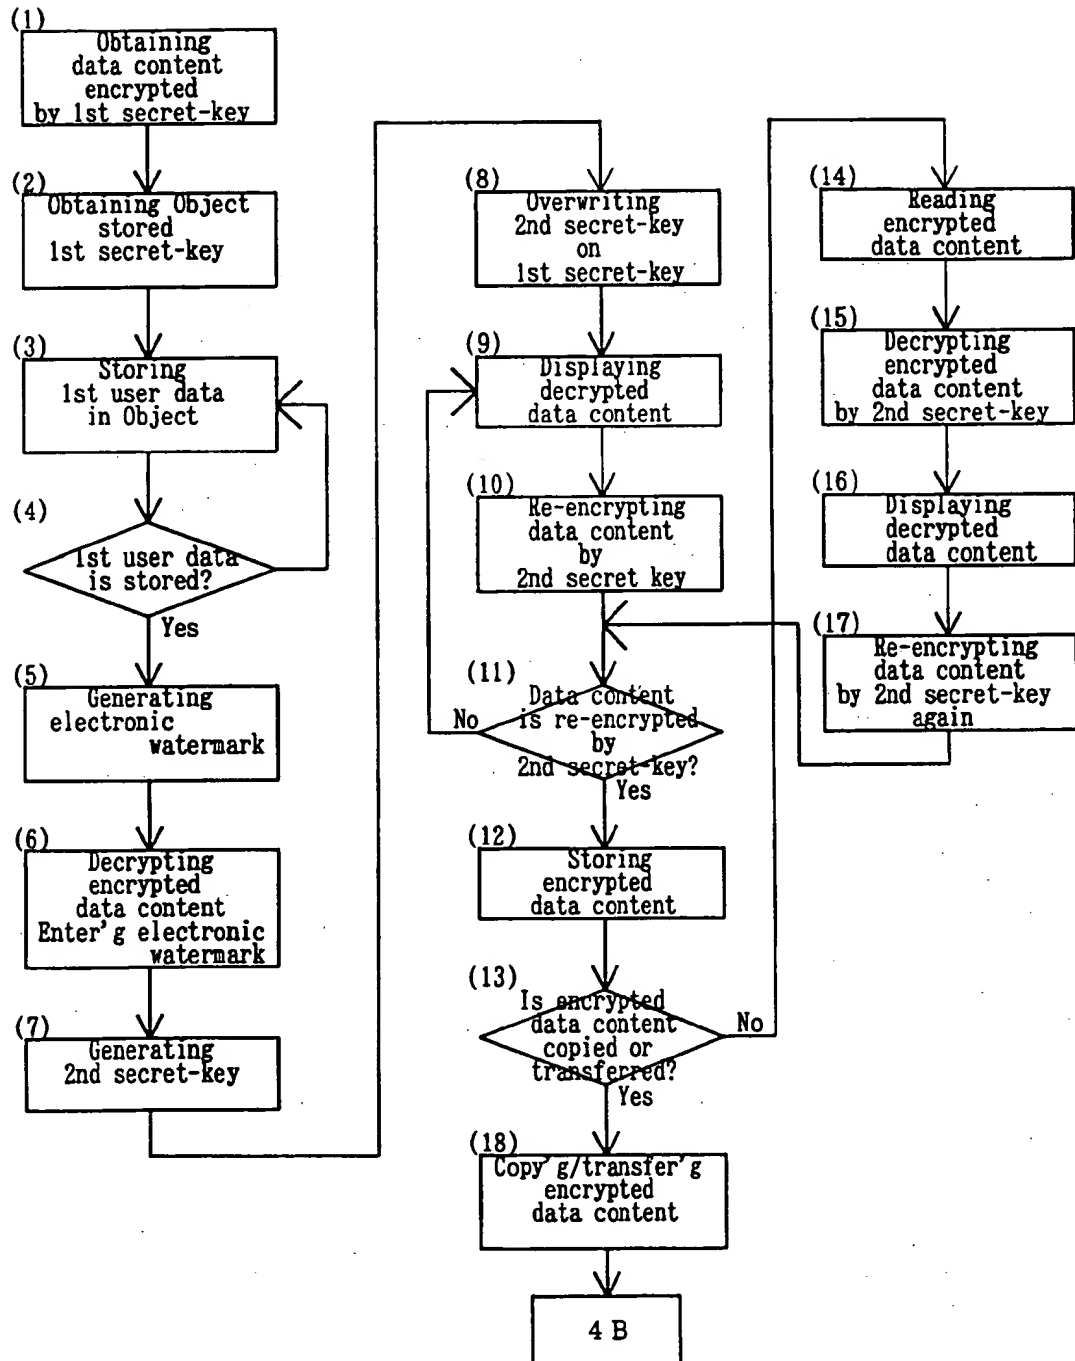 (1)
Obtaining
data content
encrypted
by 1st secret-key
(2)
Obtaining Object
stored
1st secret-key
(3)
Storing
1st user data
in Object
(4)
1st user data
is stored?
Yes
(5)
Generating
electronic
watermark
(6)
Decrypting
encrypted
data content
Enter'g electronic
watermark
(7)
Generating
2nd secret-key
(8)
Overwriting
2nd secret-key
on
1st secret-key
(9)
Displaying
decrypted
data content
(10)
Re-encrypting
data content
by
2nd secret key
(11)
Data content
is re-encrypted
by
2nd secret-key?
No
Yes
(12)
Storing
encrypted
data content
(13)
Is encrypted
data content
copied or
transferred?
No
Yes
(18)
Copy'g/transfer'g
encrypted
data content
4 B
(14)
Reading
encrypted
data content
(15)
Decrypting
encrypted
data content
by 2nd secret-key
(16)
Displaying
decrypted
data content
(17)
Re-encrypting
data content
by 2nd secret-key
again